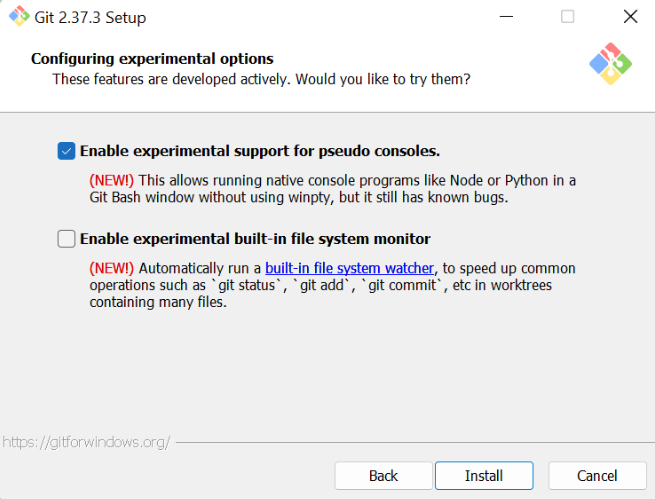 Git 2.37.3 Setup
Configuring experimental options
These features are developed actively. Would you like to try them?
Enable experimental support for pseudo consoles.
(NEW!) This allows running native console programs like Node or Python in a
Git Bash window without using winpty, but it still has known bugs.
Enable experimental built-in file system monitor
(NEW!) Automatically run a built-in file system watcher, to speed up common
operations such as `git status`, `git add`, `git commit`, etc in worktrees
containing many files.
https://gitforwindows.org/
Back
Install
Cancel